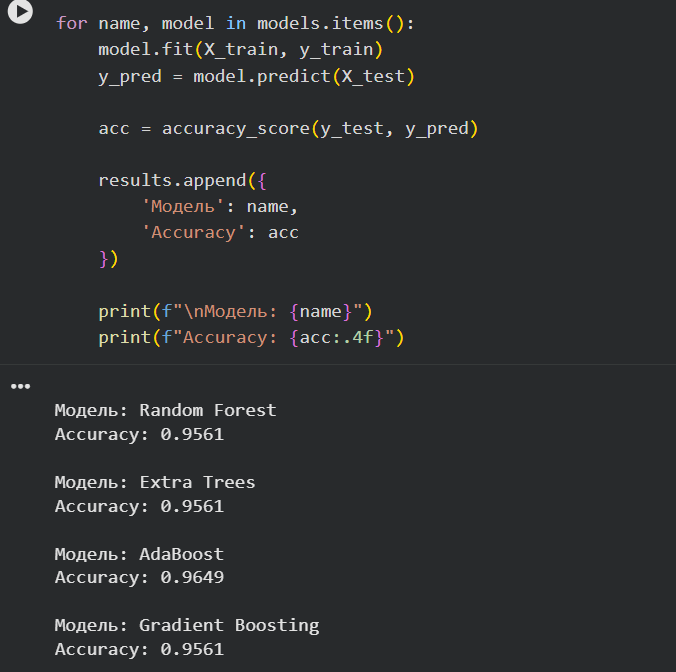 for name, model in models.items():
    model.fit(X_train, y_train)
    y_pred = model.predict(X_test)
    acc = accuracy_score(y_test, y_pred)
    results.append({
        'Модель': name,
        'Accuracy': acc
    })
    print(f"\nМодель: {name}")
    print(f"Accuracy: {acc:.4f}")
Модель: Random Forest
Accuracy: 0.9561
Модель: Extra Trees
Accuracy: 0.9561
Модель: AdaBoost
Accuracy: 0.9649
Модель: Gradient Boosting
Accuracy: 0.9561